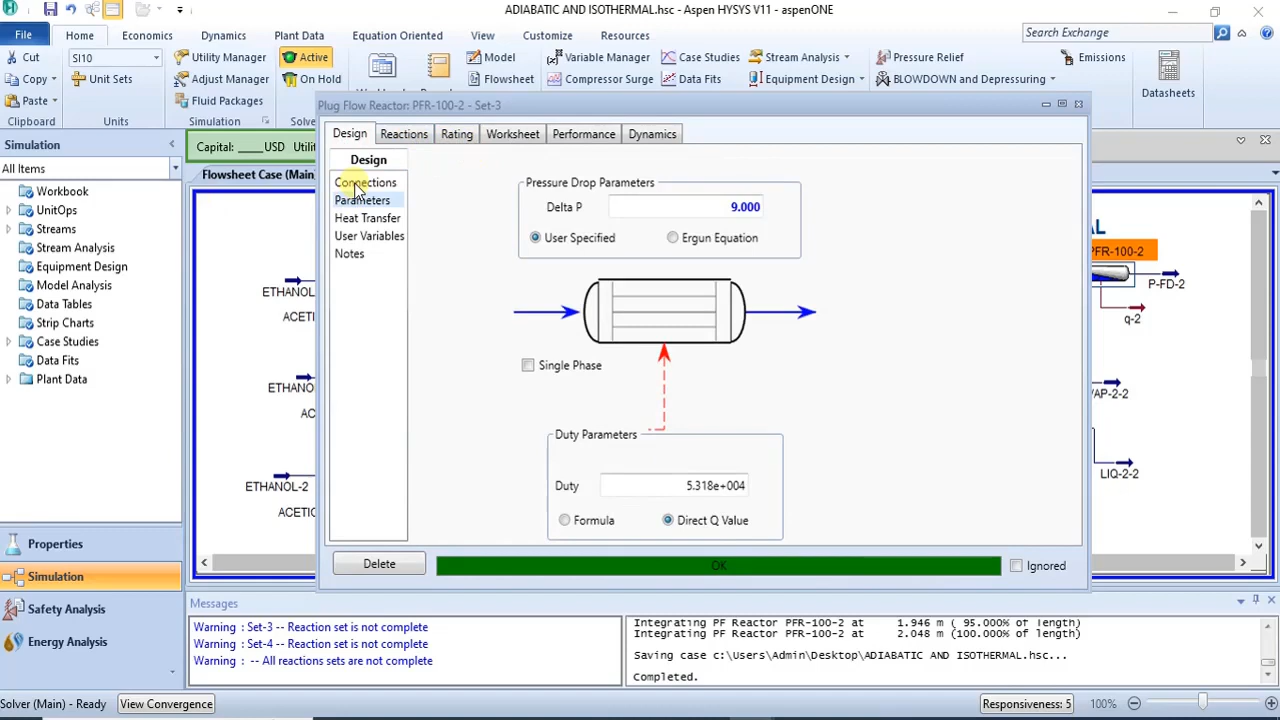 ADIABATIC AND ISOTHERMAL.hsc - Aspen HYSYS V11 - aspenONE
File Home Economics Dynamics Plant Data Equation Oriented View Customize Resources Search Exchange
Cut SI10 Utility Manager Active Model Variable Manager Case Studies Stream Analysis Pressure Relief Emissions
Copy Unit Sets Adjust Manager On Hold Flowsheet Compressor Surge Data Fits Equipment Design BLOWDOWN and Depressuring Datasheets
Paste Fluid Packages
Clipboard Units Simulation
Plug Flow Reactor: PFR-100-2 - Set-3
Design Reactions Rating Worksheet Performance Dynamics
Simulation
Capital: ____USD
All Items
Flowsheet Case (Main)
Workbook
UnitOps
Streams
Stream Analysis
Equipment Design
Model Analysis
Data Tables
Strip Charts
Case Studies
Data Fits
Plant Data
Properties
Simulation
Safety Analysis
Energy Analysis
ETHANOL-2
Design
Connections
Parameters
Heat Transfer
User Variables
Notes
Pressure Drop Parameters
Delta P 9.000
User Specified Ergun Equation
Single Phase
Duty Parameters
Duty 5.318e+004
Formula Direct Q Value
Delete OK Ignored
PFR-100-2
P-FD-2
q-2
LIQ-2-2
Messages
Warning : Set-3 -- Reaction set is not complete
Warning : Set-4 -- Reaction set is not complete
Warning : -- All reactions sets are not complete
Integrating PF Reactor PFR-100-2 at 1.946 m ( 95.000% of length)
Integrating PF Reactor PFR-100-2 at 2.048 m (100.000% of length)
Saving case c:\Users\Admin\Desktop\ADIABATIC AND ISOTHERMAL.hsc...
Completed.
Solver (Main) - Ready View Convergence Responsiveness: 5 100%